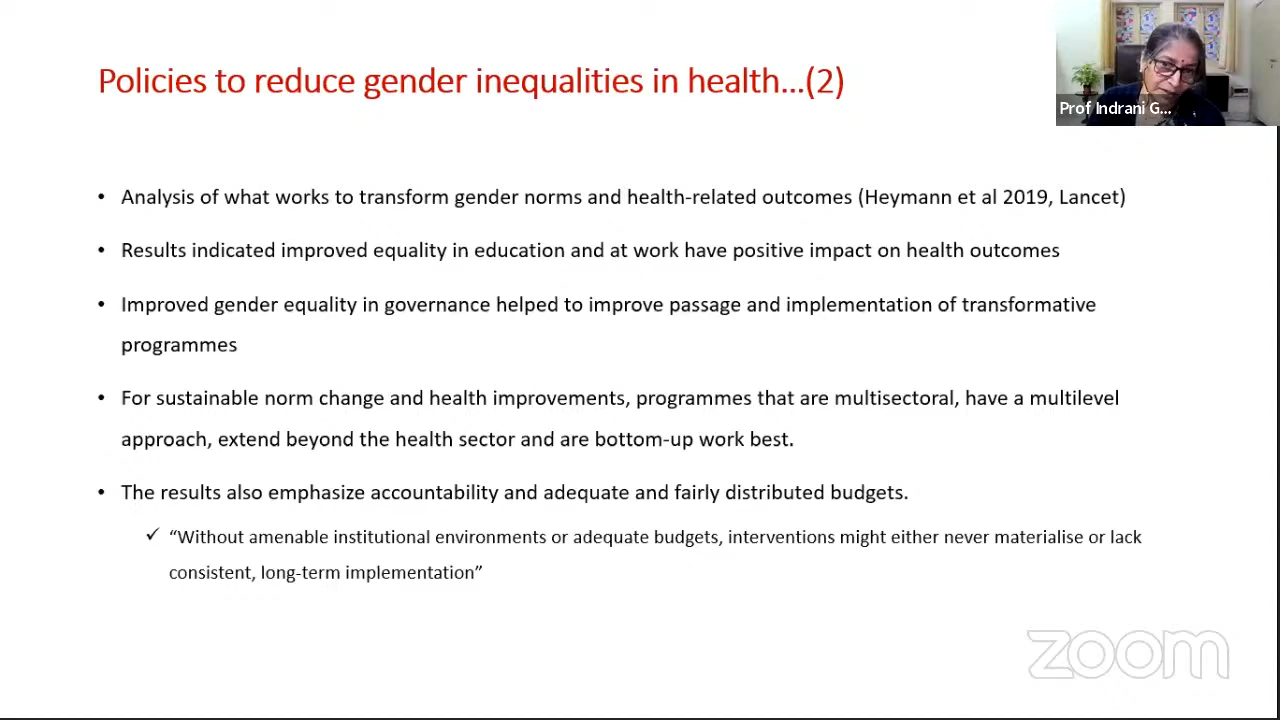 Policies to reduce gender inequalities in health...(2)
Prof Indrani G...
• Analysis of what works to transform gender norms and health-related outcomes (Heymann et al 2019, Lancet)
• Results indicated improved equality in education and at work have positive impact on health outcomes
• Improved gender equality in governance helped to improve passage and implementation of transformative
programmes
• For sustainable norm change and health improvements, programmes that are multisectoral, have a multilevel
approach, extend beyond the health sector and are bottom-up work best.
• The results also emphasize accountability and adequate and fairly distributed budgets.
✓ “Without amenable institutional environments or adequate budgets, interventions might either never materialise or lack
consistent, long-term implementation”
zoom